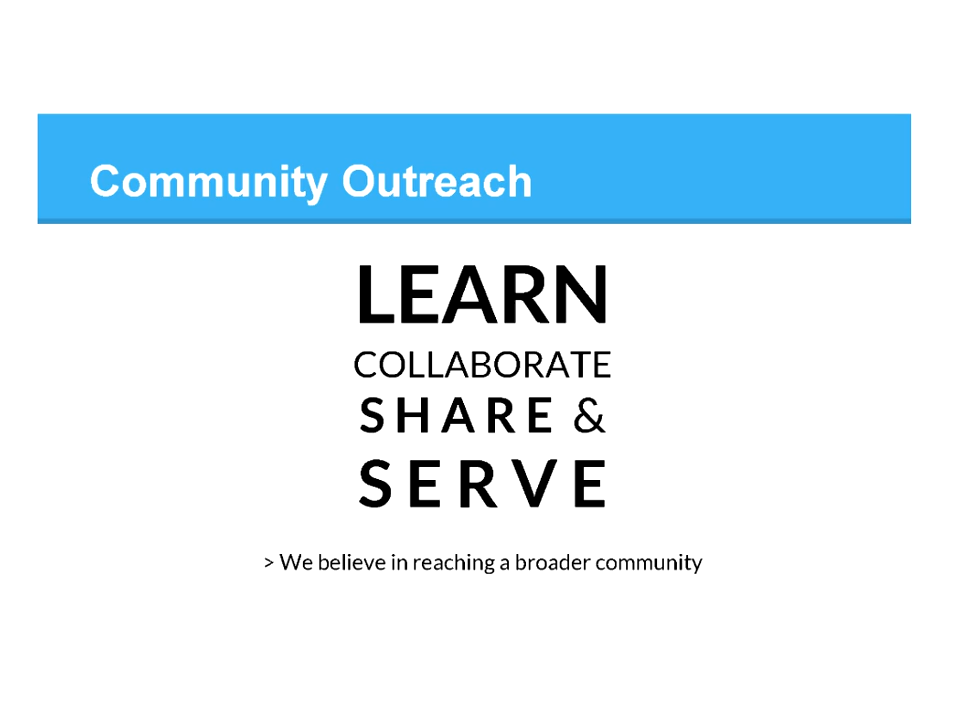 Community Outreach
LEARN
COLLABORATE
SHARE &
SERVE
> We believe in reaching a broader community